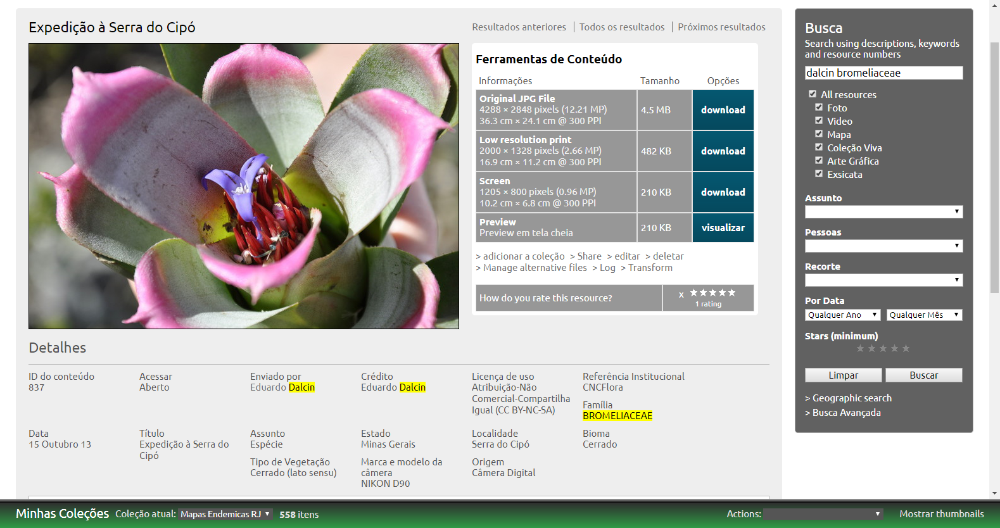 Expedição à Serra do Cipó
Resultados anteriores
Todos os resultados
Próximos resultados
Ferramentas de Conteúdo
Informações Tamanho Opções
Original JPG File
4288 × 2848 pixels (12.21 MP)
36.3 cm × 24.1 cm @ 300 PPI
4.5 MB
download
Low resolution print
2000 × 1328 pixels (2.66 MP)
16.9 cm × 11.2 cm @ 300 PPI
482 KB
download
Screen
1205 × 800 pixels (0.96 MP)
10.2 cm × 6.8 cm @ 300 PPI
210 KB
download
Preview
Preview em tela cheia
210 KB
visualizar
> adicionar a coleção > Share > editar > deletar
> Manage alternative files > Log > Transform
How do you rate this resource?
x ★★★★★
1 rating
Detalhes
ID do conteúdo
837
Acessar
Aberto
Enviado por
Eduardo Dalcin
Crédito
Eduardo Dalcin
Licença de uso
Atribuição-Não
Comercial-Compartilha
Igual (CC BY-NC-SA)
Referência Institucional
CNCFlora
Família
BROMELIACEAE
Data
15 Outubro 13
Título
Expedição à Serra do
Cipó
Assunto
Espécie
Estado
Minas Gerais
Localidade
Serra do Cipó
Bioma
Cerrado
Tipo de Vegetação
Cerrado (lato sensu)
Marca e modelo da
câmera
NIKON D90
Origem
Câmera Digital
Busca
Search using descriptions, keywords
and resource numbers
dalcin bromeliaceae
All resources
Foto
Video
Mapa
Coleção Viva
Arte Gráfica
Exsicata
Assunto
Pessoas
Recorte
Por Data
Qualquer Ano Qualquer Mês
Stars (minimum)
★★★★★
Limpar Buscar
> Geographic search
> Busca Avançada
Minhas Coleções Coleção atual: Mapas Endemicas RJ 558 itens Actions: Mostrar thumbnails